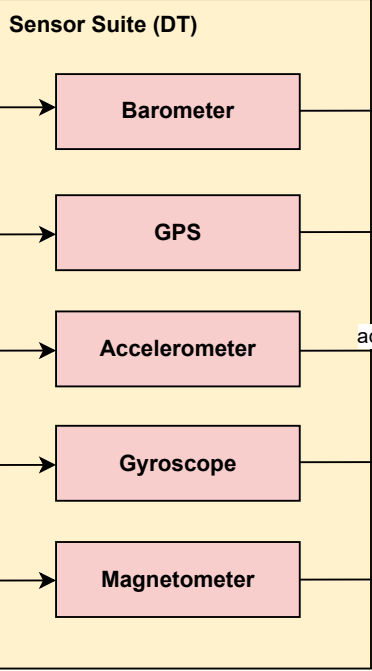 Sensor Suite (DT)
Barometer
GPS
Accelerometer
Gyroscope
Magnetometer